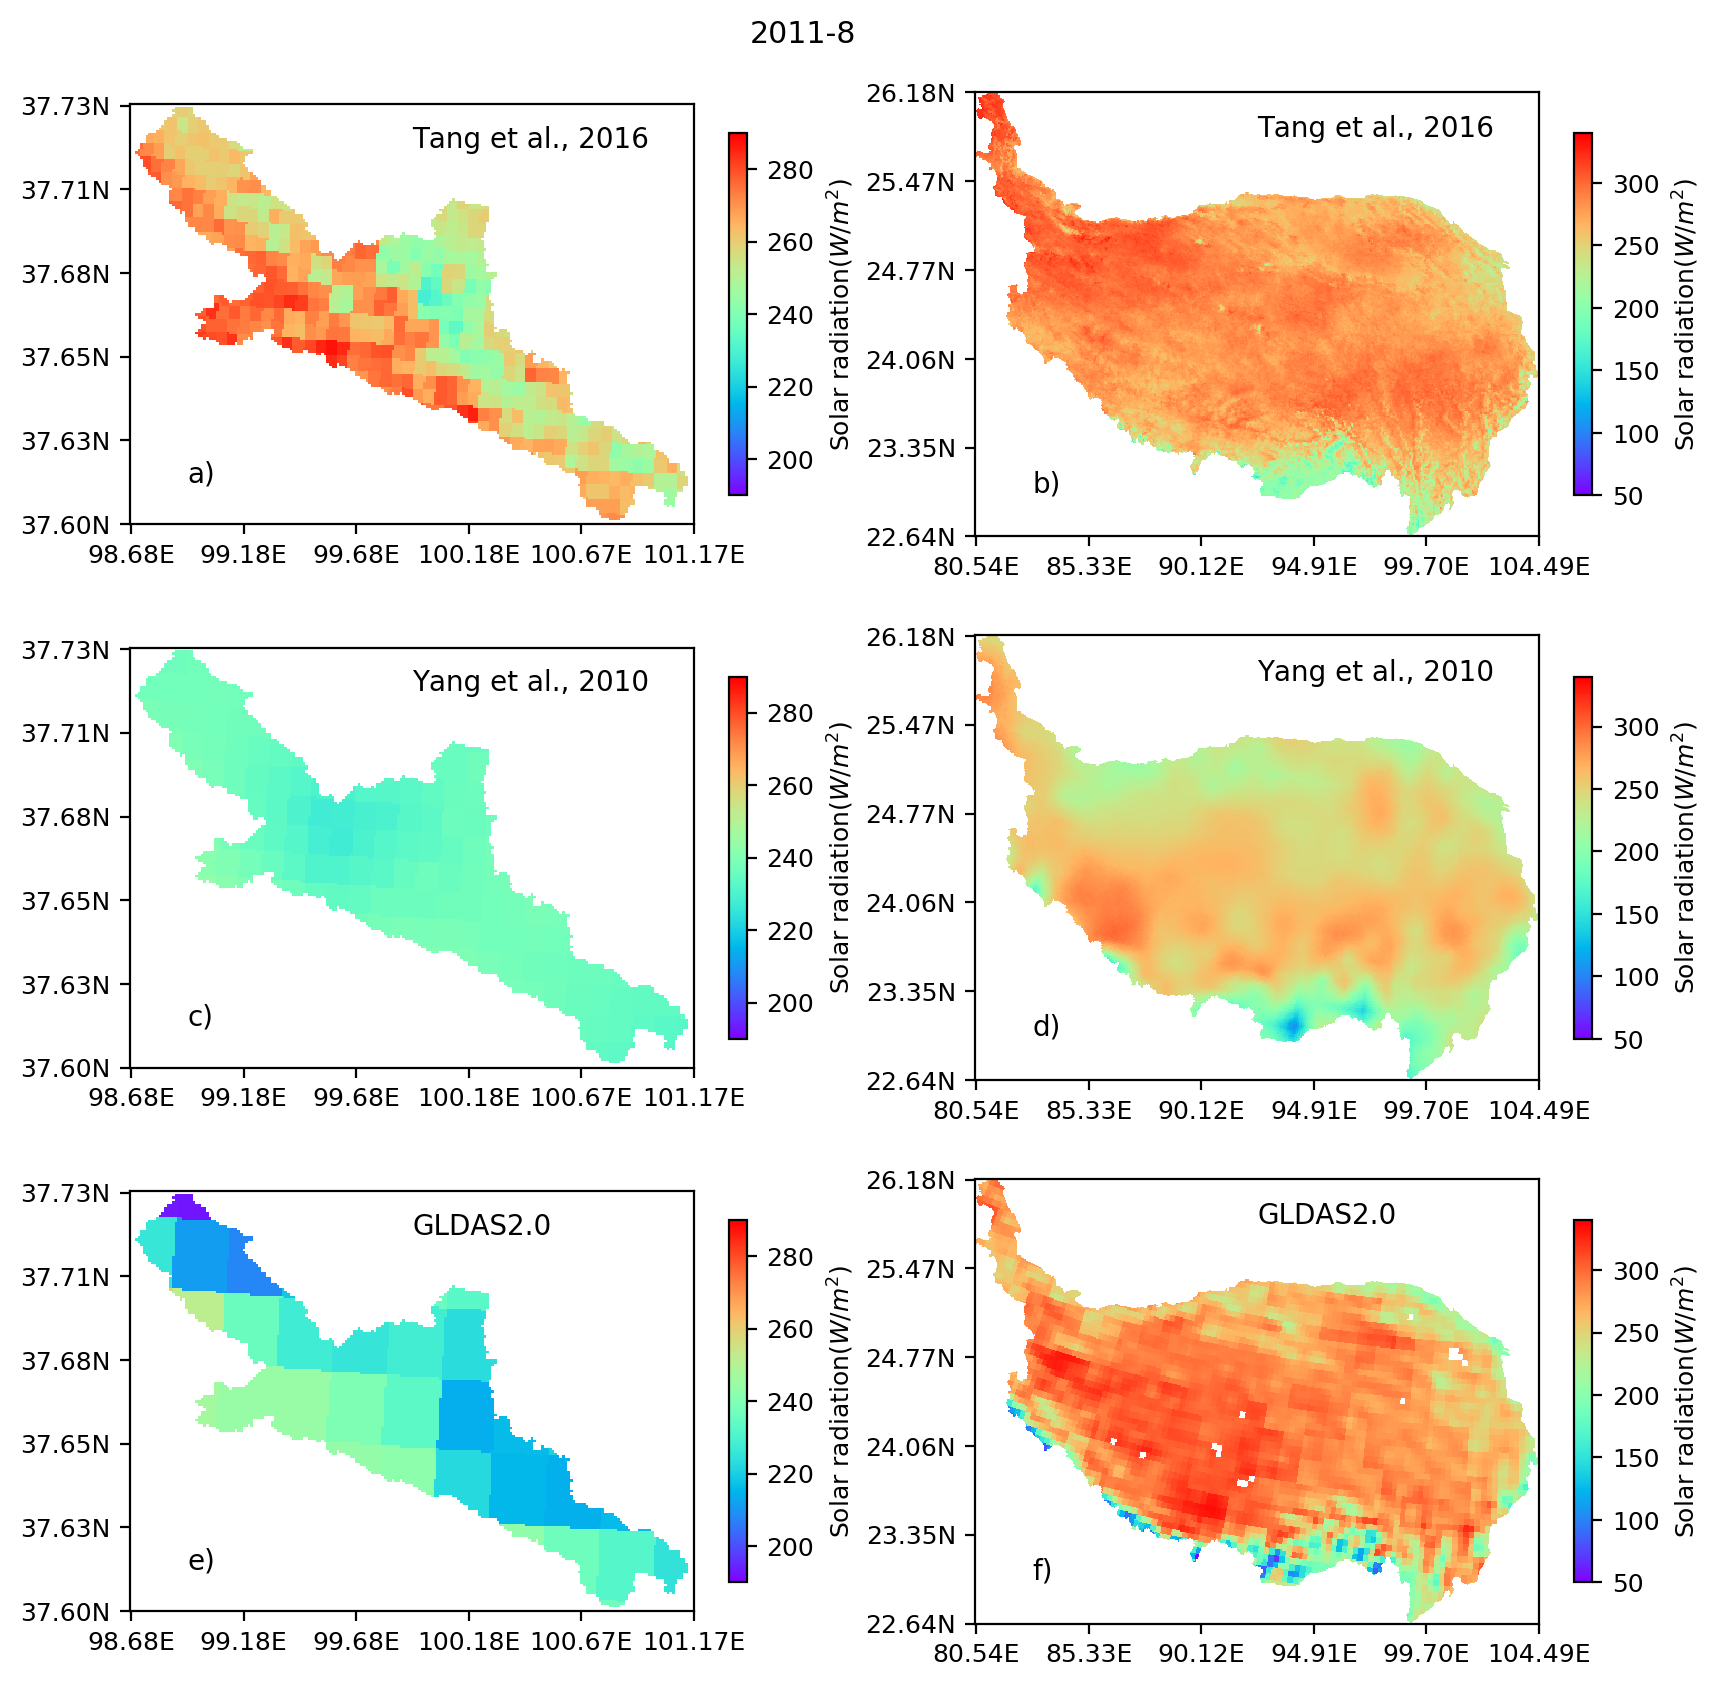 2011-8
Tang et al., 2016
a)
37.73N
37.71N
37.68N
37.65N
37.63N
37.60N
98.68E 99.18E 99.68E 100.18E 100.67E 101.17E
280
260
240
220
200
Solar radiation(W/m²)
Tang et al., 2016
b)
26.18N
25.47N
24.77N
24.06N
23.35N
22.64N
80.54E 85.33E 90.12E 94.91E 99.70E 104.49E
300
250
200
150
100
50
Solar radiation(W/m²)
Yang et al., 2010
c)
37.73N
37.71N
37.68N
37.65N
37.63N
37.60N
98.68E 99.18E 99.68E 100.18E 100.67E 101.17E
280
260
240
220
200
Solar radiation(W/m²)
Yang et al., 2010
d)
26.18N
25.47N
24.77N
24.06N
23.35N
22.64N
80.54E 85.33E 90.12E 94.91E 99.70E 104.49E
300
250
200
150
100
50
Solar radiation(W/m²)
GLDAS2.0
e)
37.73N
37.71N
37.68N
37.65N
37.63N
37.60N
98.68E 99.18E 99.68E 100.18E 100.67E 101.17E
280
260
240
220
200
Solar radiation(W/m²)
GLDAS2.0
f)
26.18N
25.47N
24.77N
24.06N
23.35N
22.64N
80.54E 85.33E 90.12E 94.91E 99.70E 104.49E
300
250
200
150
100
50
Solar radiation(W/m²)